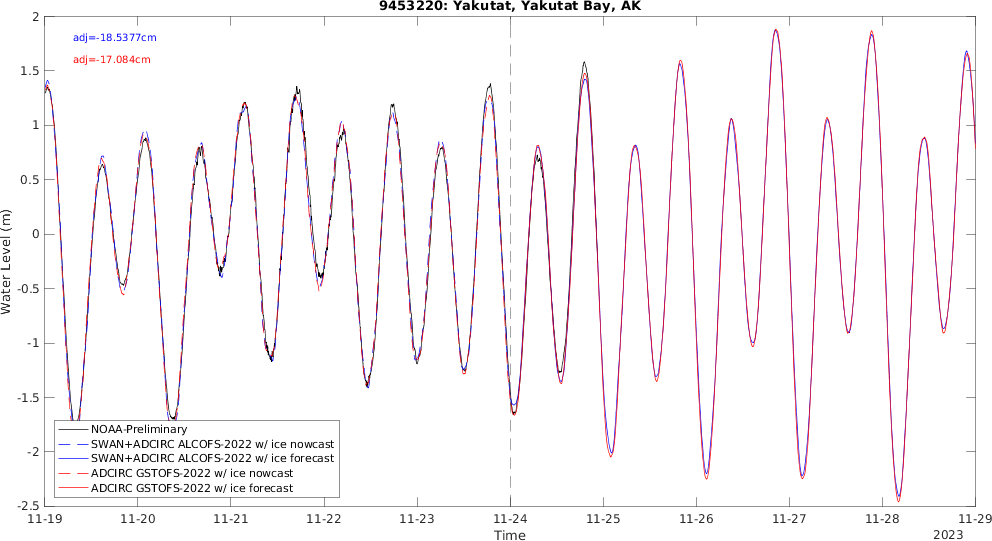 9453220: Yakutat, Yakutat Bay, AK
adj=-18.5377cm
adj=-17.084cm
Water Level (m)
2
1.5
1
0.5
0
-0.5
-1
-1.5
-2
-2.5
NOAA-Preliminary
SWAN+ADCIRC ALCOFS-2022 w/ ice nowcast
SWAN+ADCIRC ALCOFS-2022 w/ ice forecast
ADCIRC GSTOFS-2022 w/ ice nowcast
ADCIRC GSTOFS-2022 w/ ice forecast
11-19 11-20 11-21 11-22 11-23 11-24 11-25 11-26 11-27 11-28 11-29
Time
2023